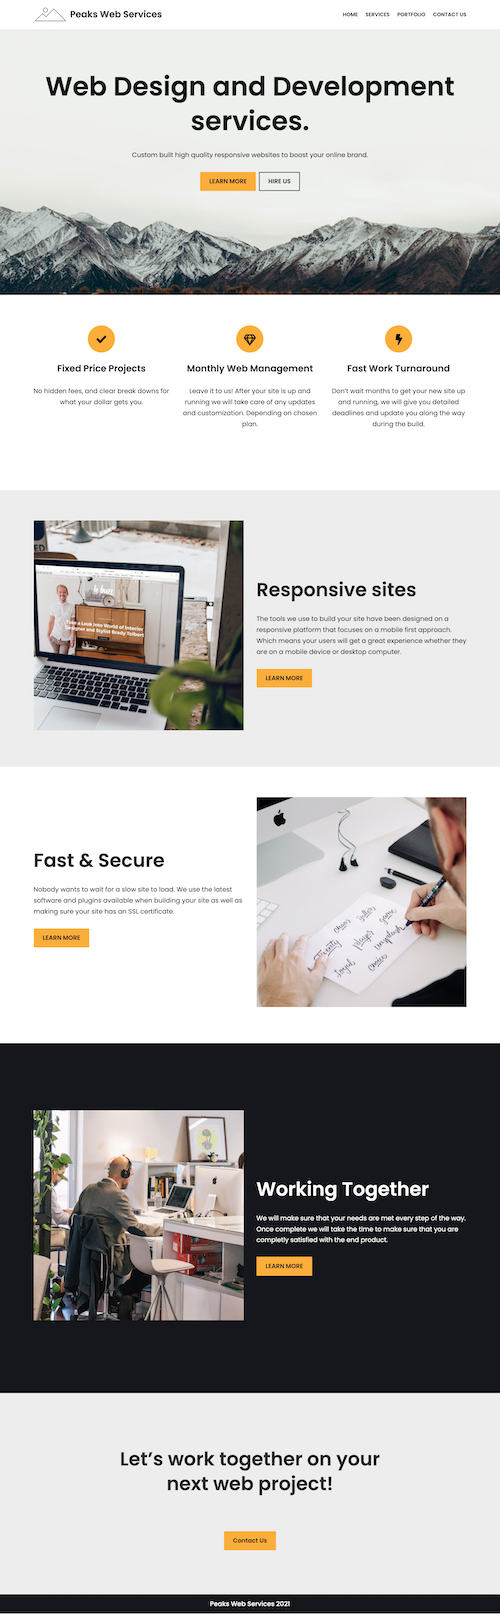 Peaks Web Services
HOME SERVICES PORTFOLIO CONTACT US
Web Design and Development
services.
Custom built high quality responsive websites to boost your online brand.
LEARN MORE
HIRE US
Fixed Price Projects
No hidden fees, and clear break downs for
what your dollar gets you.
Monthly Web Management
Leave it to us! After your site is up and
running we will take care of any updates
and customization. Depending on chosen
plan.
Fast Work Turnaround
Don't wait months to get your new site up
and running, we will give you detailed
deadlines and update you along the way
during the build.
Take a Look into World of Interior
Designer and Stylist Brady Tolbert
Responsive sites
The tools we use to build your site have been designed on a
responsive platform that focuses on a mobile first approach.
Which means your users will get a great experience whether they
are on a mobile device or desktop computer.
LEARN MORE
Fast & Secure
Nobody wants to wait for a slow site to load. We use the latest
software and plugins available when building your site as well as
making sure your site has an SSL certificate.
LEARN MORE
player
Loyal
choice
unsplash
Working Together
We will make sure that your needs are met every step of the way.
Once complete we will take the time to make sure that you are
completly satisfied with the end product.
LEARN MORE
Let's work together on your
next web project!
Contact Us
Peaks Web Services 2021